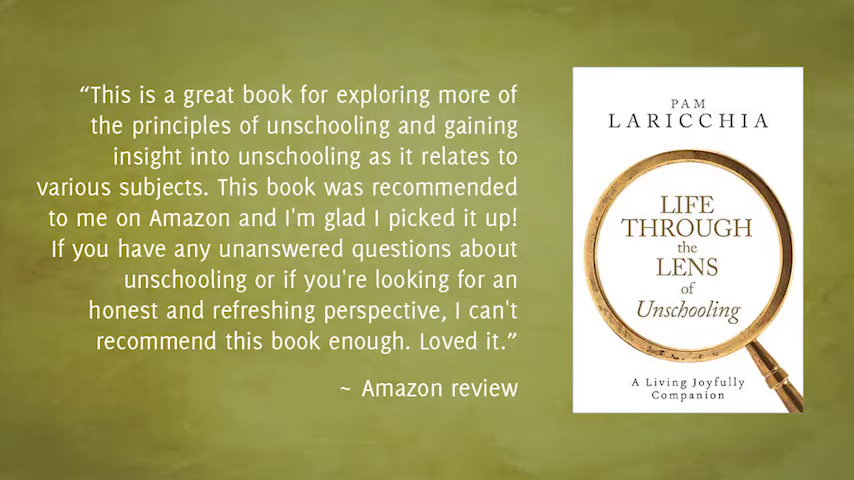 “This is a great book for exploring more of
the principles of unschooling and gaining
insight into unschooling as it relates to
various subjects. This book was recommended
to me on Amazon and I'm glad I picked it up!
If you have any unanswered questions about
unschooling or if you're looking for an
honest and refreshing perspective, I can't
recommend this book enough. Loved it.”
~ Amazon review
PAM
LARICCHIA
LIFE
THROUGH
the
LENS
of
Unschooling
A Living Joyfully
Companion